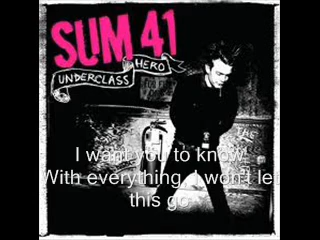 SUM 41
UNDERCLASS
HERO
I want you to know
With everything I won't let
this go